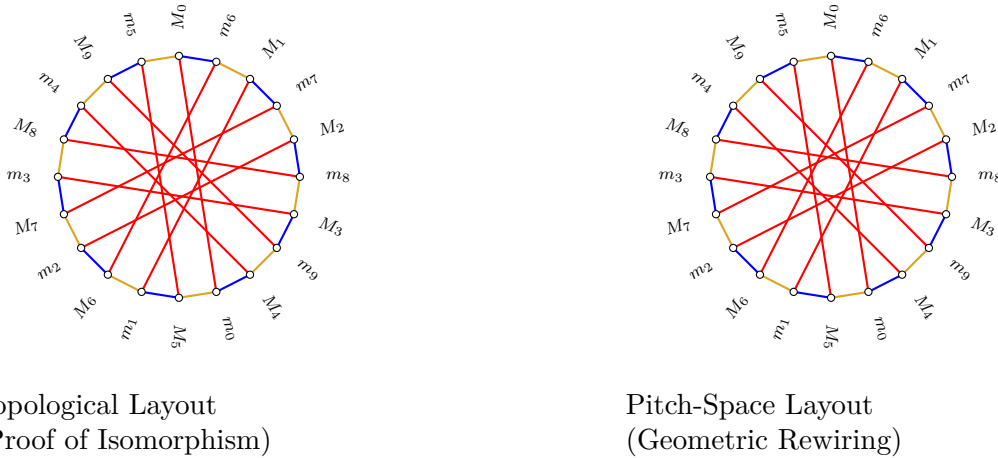 M0
m6
M1
m7
M2
m8
M3
m9
M4
m0
M5
m1
M6
m2
M7
m3
M8
m4
M9
m5
M0
m6
M1
m7
M2
m8
M3
m9
M4
m0
M5
m1
M6
m2
M7
m3
M8
m4
M9
m5
opological Layout
Proof of Isomorphism)
Pitch-Space Layout
(Geometric Rewiring)